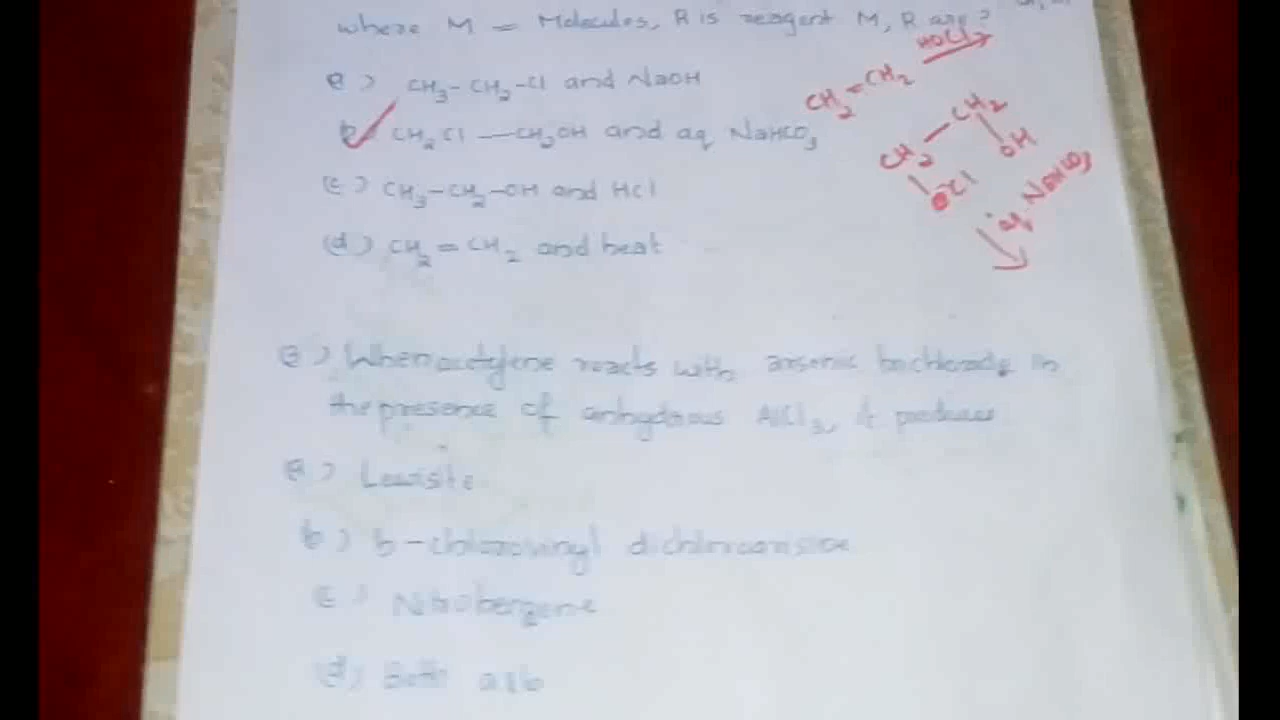 where M = Molecules, R is reagent M, R are?
a) CH3-CH2-Cl and NaOH
b) CH2Cl—CH2OH and aq NaHCO3
(c) CH3-CH2-OH and HCl
(d) CH2=CH2 and heat
CH2=CH2 HOCl
CH2—CH2
Cl OH
aq NaHCO3
When acetylene reacts with arsenic trichloride in
the presence of anhydrous AlCl3, it produces
a) Lewisite
b) b-chlorovinyl dichloroarsine
c) Nitrobenzene
d) Both a &b